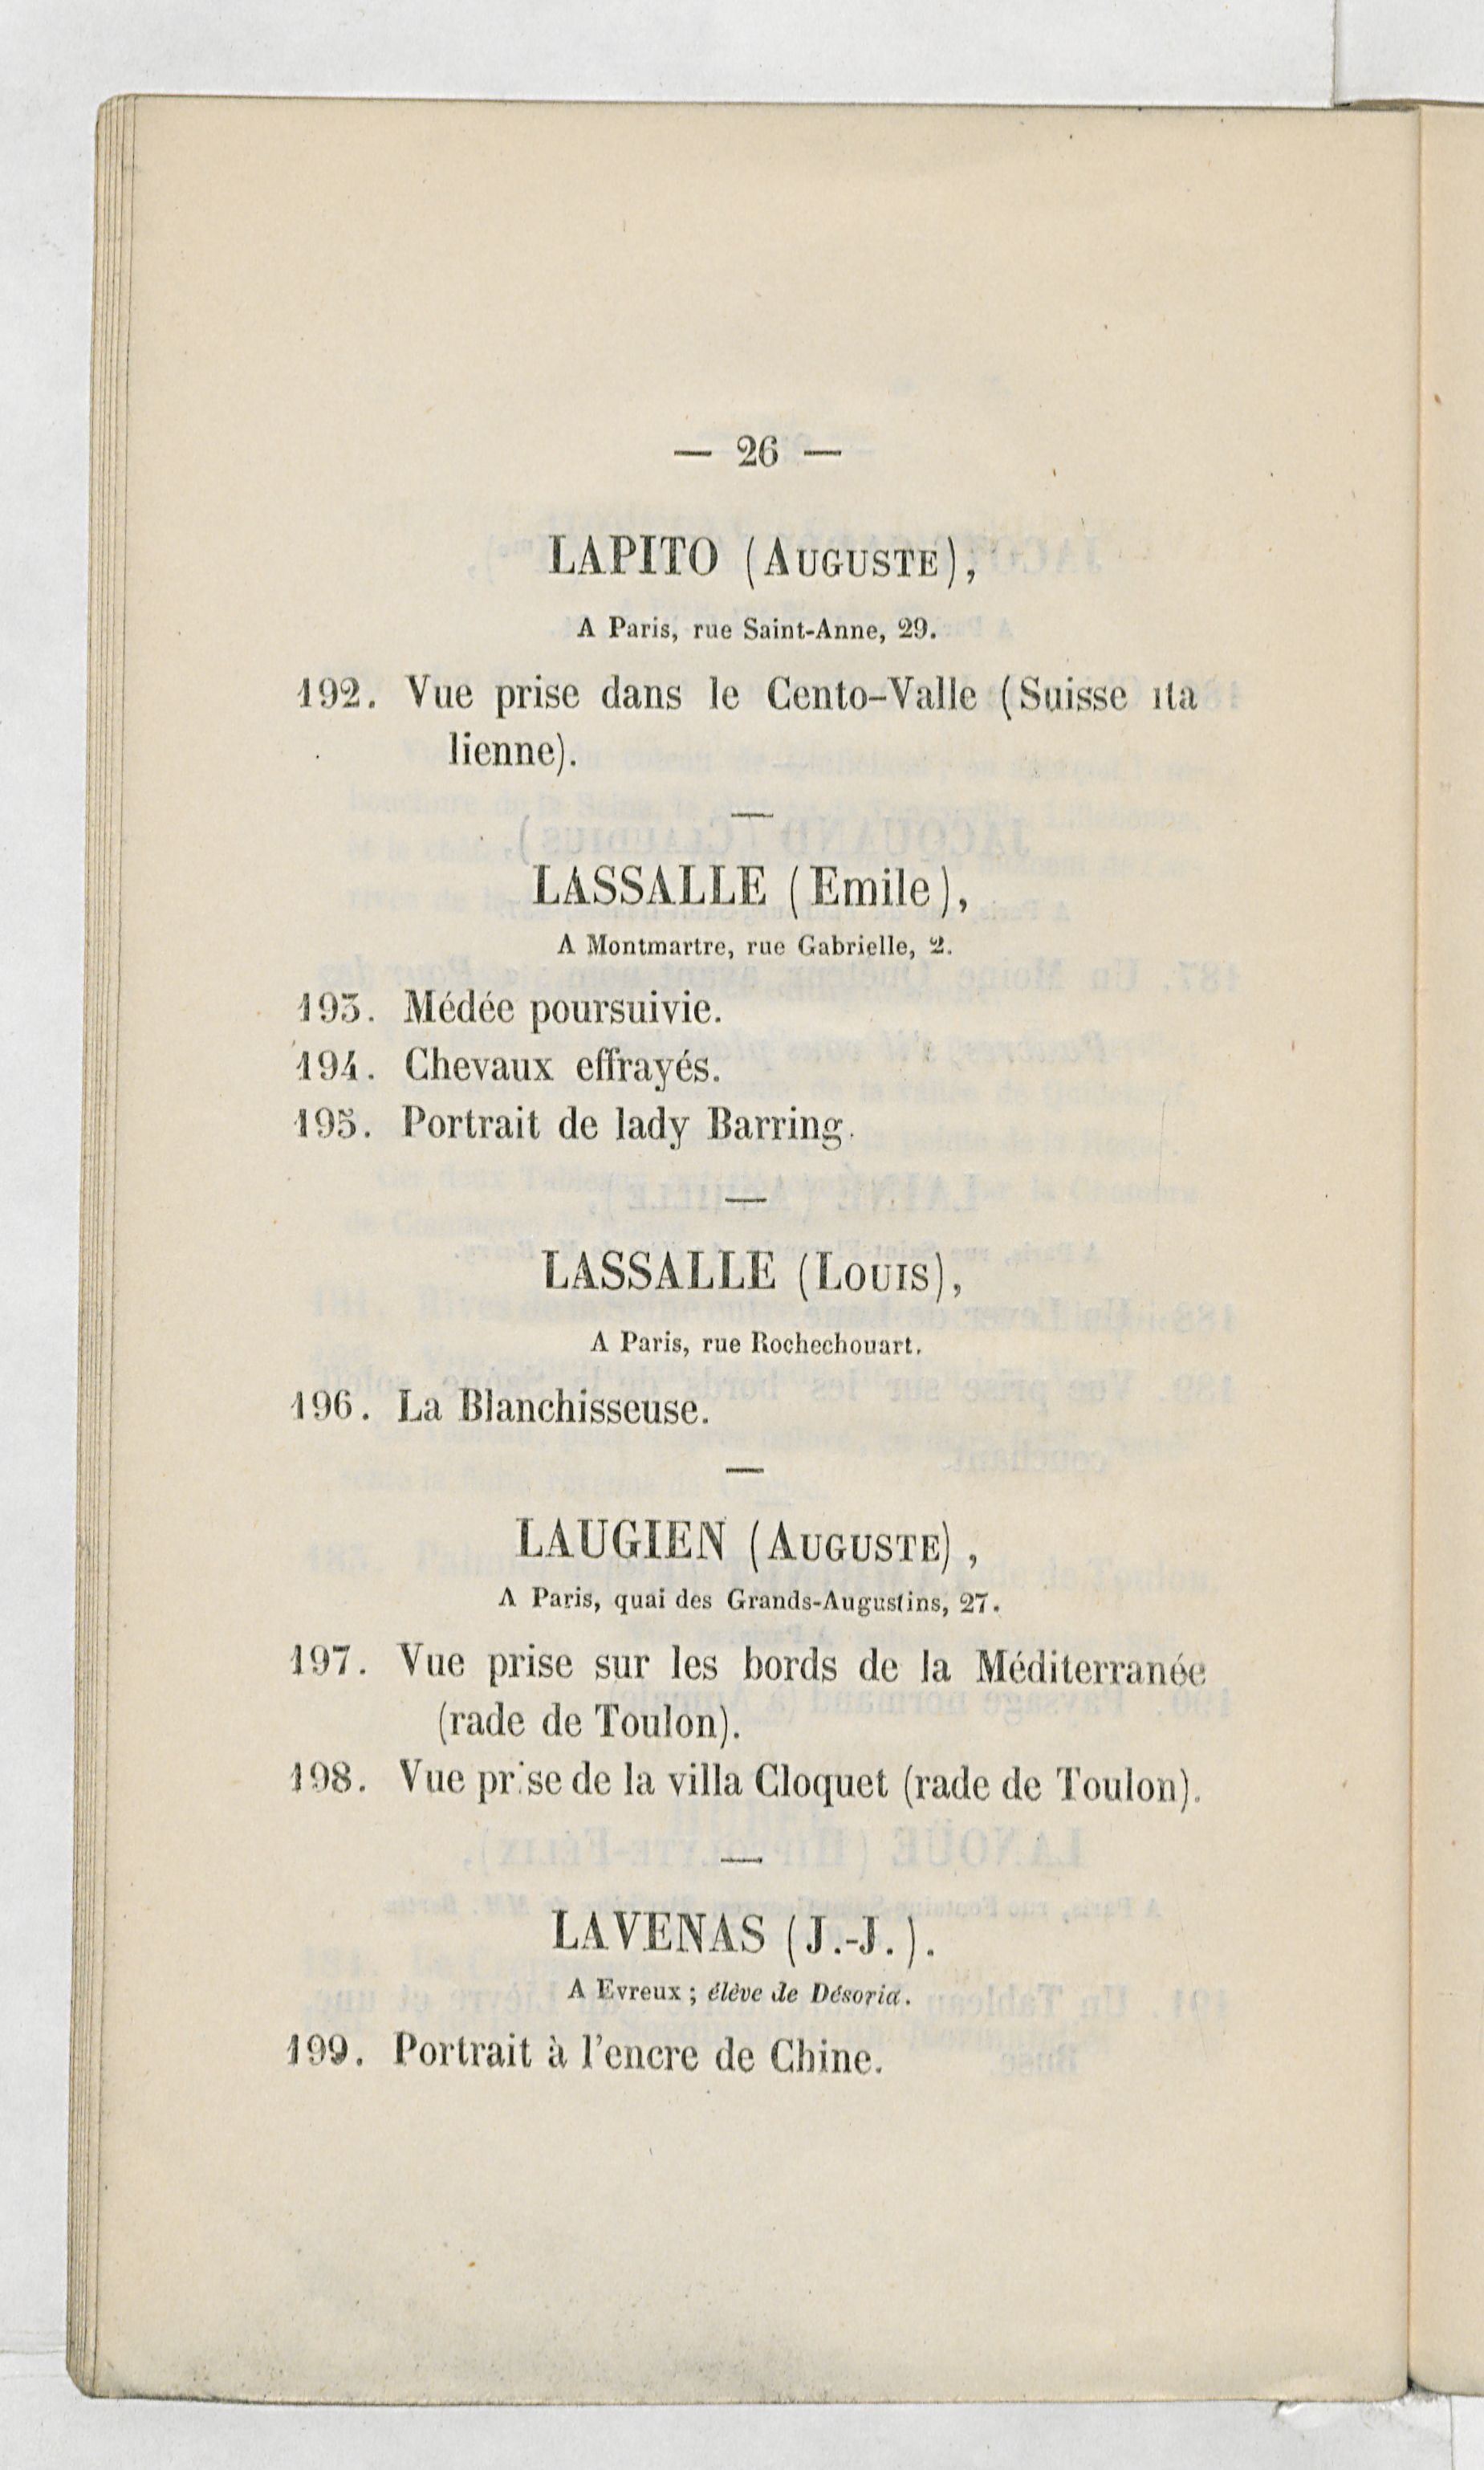 — 26 —
LAPITO (AUGUSTE),
A Paris, rue Saint-Anne, 29.
192. Vue prise dans le Cento-Valle (Suisse ita
lienne).
LASSALLE (Emile),
A Montmartre, rue Gabrielle, 2.
193. Médée poursuivie.
194. Chevaux effrayés.
195. Portrait de lady Barring.
LASSALLE (LOUIS),
A Paris, rue Rochechouart.
196. La Blanchisseuse.
LAUGIEN (AUGUSTE),
A Paris, quai des Grands-Augustins, 27.
197. Vue prise sur les bords de la Méditerranée
(rade de Toulon).
198. Vue prise de la villa Cloquet (rade de Toulon).
LAVENAS (J.-J.).
A Evreux ; élève de Désoria.
199. Portrait à l'encre de Chine.